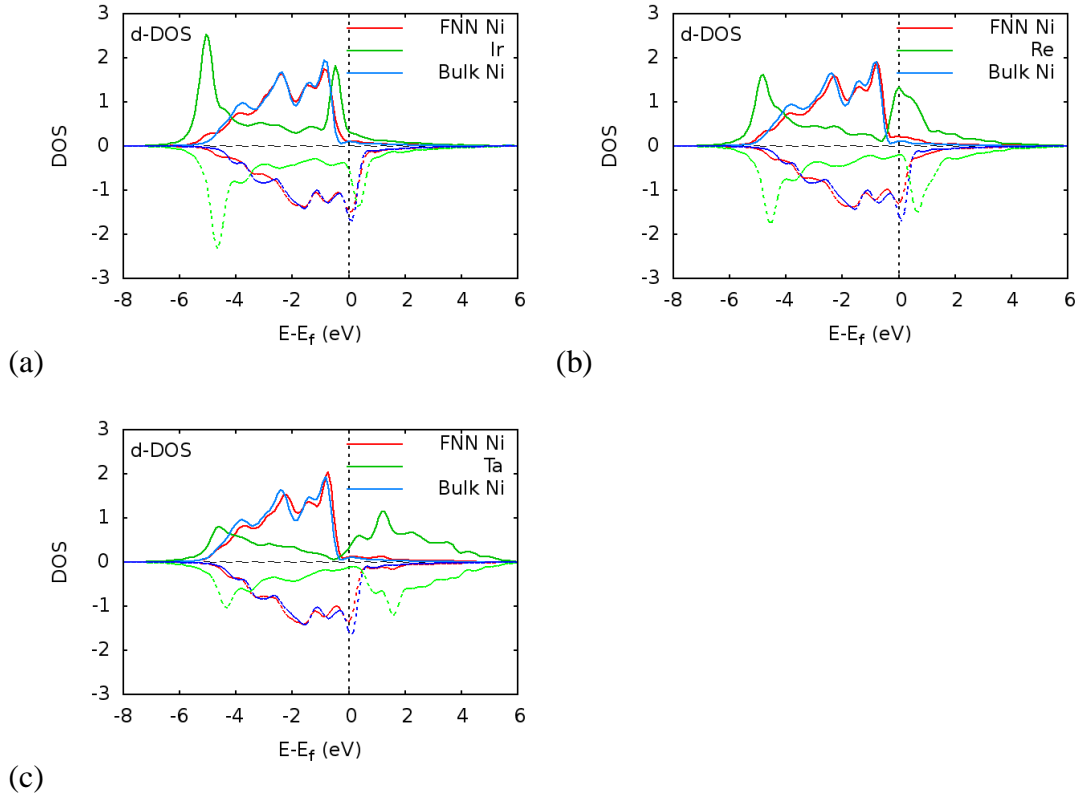 d-DOS
FNN Ni
Ir
Bulk Ni
DOS
3
2
1
0
-1
-2
-3
-8 -6 -4 -2 0 2 4 6
E-Ef (eV)
(a)
d-DOS
FNN Ni
Re
Bulk Ni
DOS
3
2
1
0
-1
-2
-3
-8 -6 -4 -2 0 2 4 6
E-Ef (eV)
(b)
d-DOS
FNN Ni
Ta
Bulk Ni
DOS
3
2
1
0
-1
-2
-3
-8 -6 -4 -2 0 2 4 6
E-Ef (eV)
(c)